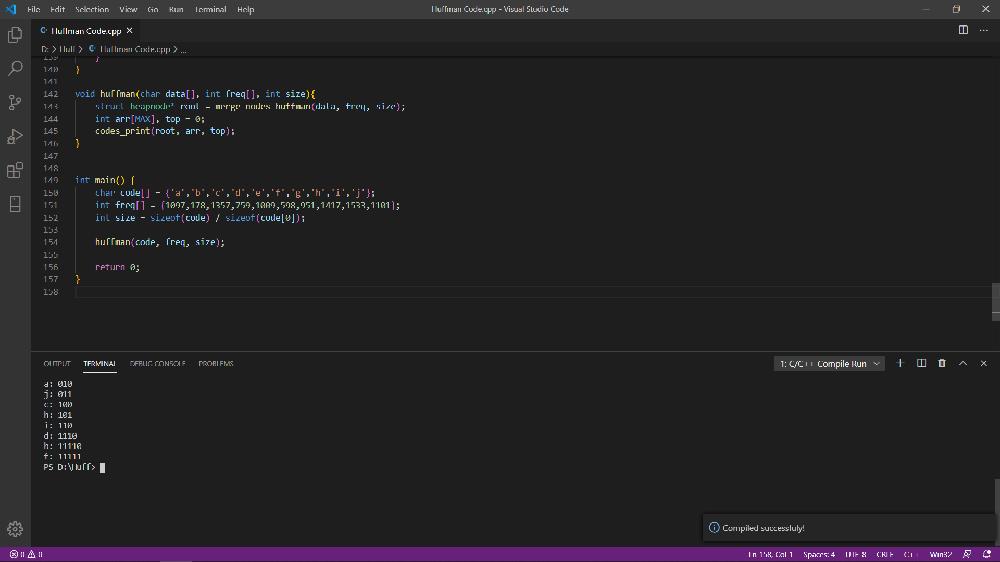 File Edit Selection View Go Run Terminal Help
Huffman Code.cpp - Visual Studio Code
Huffman Code.cpp
D: > Huff > Huffman Code.cpp > ...
139         }
140 }
141
142 void huffman(char data[], int freq[], int size){
143     struct heapnode* root = merge_nodes_huffman(data, freq, size);
144     int arr[MAX], top = 0;
145     codes_print(root, arr, top);
146 }
147
148
149 int main() {
150     char code[] = {'a','b','c','d','e','f','g','h','i','j'};
151     int freq[] = {1097,178,1357,759,1009,598,951,1417,1533,1101};
152     int size = sizeof(code) / sizeof(code[0]);
153
154     huffman(code, freq, size);
155
156     return 0;
157 }
158
OUTPUT TERMINAL DEBUG CONSOLE PROBLEMS
1: C/C++ Compile Run
a: 010
j: 011
c: 100
h: 101
i: 110
d: 1110
b: 11110
f: 11111
PS D:\Huff>
Compiled successfuly!
0 0
Ln 158, Col 1 Spaces: 4 UTF-8 CRLF C++ Win32